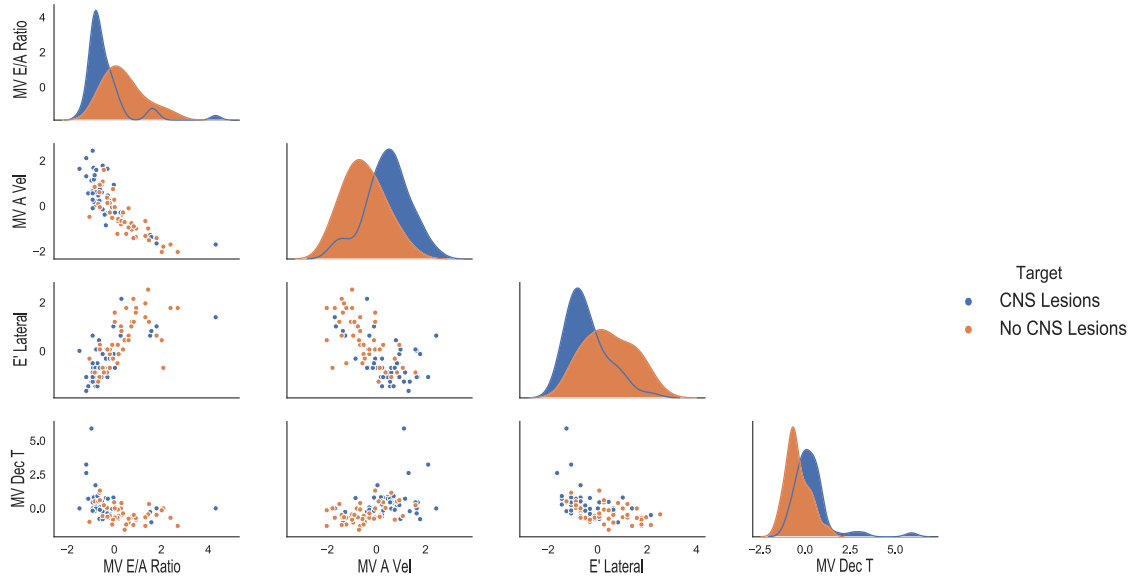 MV E/A Ratio
4
2
0
MV A Vel
2
0
−2
E' Lateral
2
0
Target
CNS Lesions
No CNS Lesions
MV Dec T
5.0
2.5
0.0
−2 0 2 4
MV E/A Ratio
−2 0 2
MV A Vel
−2 0 2 4
E' Lateral
−2.5 0.0 2.5 5.0
MV Dec T